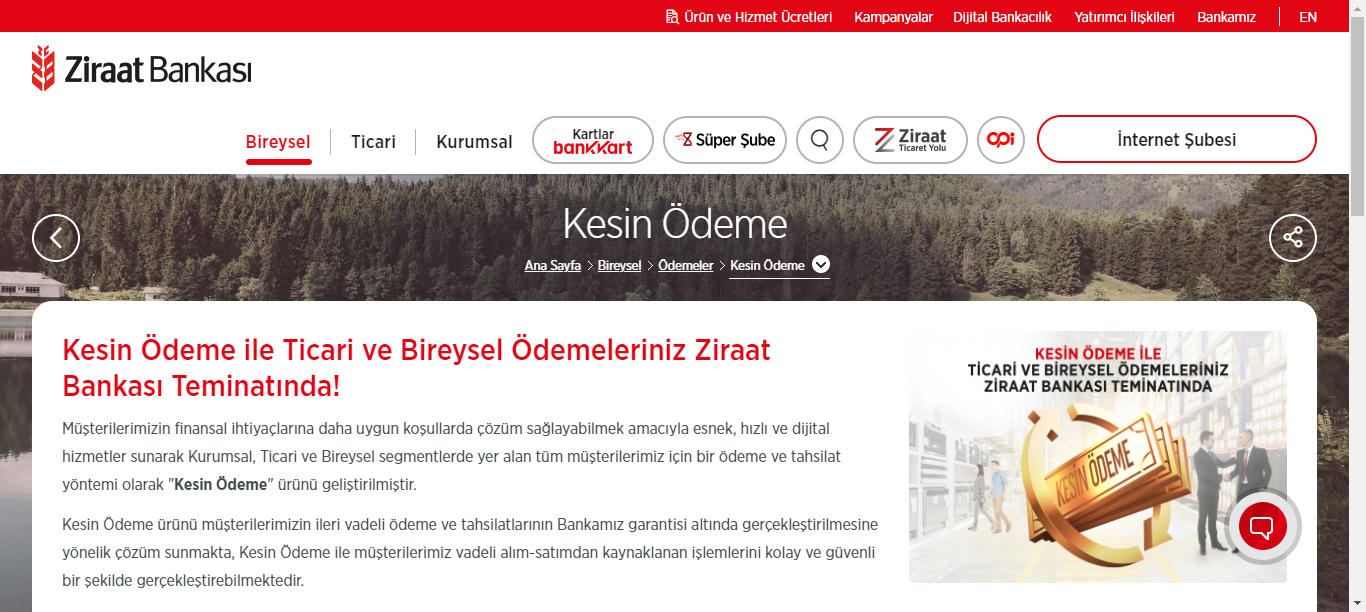 Ürün ve Hizmet Ücretleri Kampanyalar Dijital Bankacılık Yatırımcı İlişkileri Bankamız EN
Ziraat Bankası
Bireysel Ticari Kurumsal
Kartlar
bankkart
Süper Şube
Ziraat
Ticaret Yolu
opi
İnternet Şubesi
Kesin Ödeme
Ana Sayfa > Bireysel > Ödemeler > Kesin Ödeme
Kesin Ödeme ile Ticari ve Bireysel Ödemeleriniz Ziraat
Bankası Teminatında!
Müşterilerimizin finansal ihtiyaçlarına daha uygun koşullarda çözüm sağlayabilmek amacıyla esnek, hızlı ve dijital
hizmetler sunarak Kurumsal, Ticari ve Bireysel segmentlerde yer alan tüm müşterilerimiz için bir ödeme ve tahsilat
yöntemi olarak "Kesin Ödeme" ürünü geliştirilmiştir.
Kesin Ödeme ürünü müşterilerimizin ileri vadeli ödeme ve tahsilatlarının Bankamız garantisi altında gerçekleştirilmesine
yönelik çözüm sunmakta, Kesin Ödeme ile müşterilerimiz vadeli alım-satımdan kaynaklanan işlemlerini kolay ve güvenli
bir şekilde gerçekleştirebilmektedir.
KESİN ÖDEME İLE
TİCARİ VE BİREYSEL ÖDEMELERİNİZ
ZİRAAT BANKASI TEMİNATINDA
KESİN ÖDEME